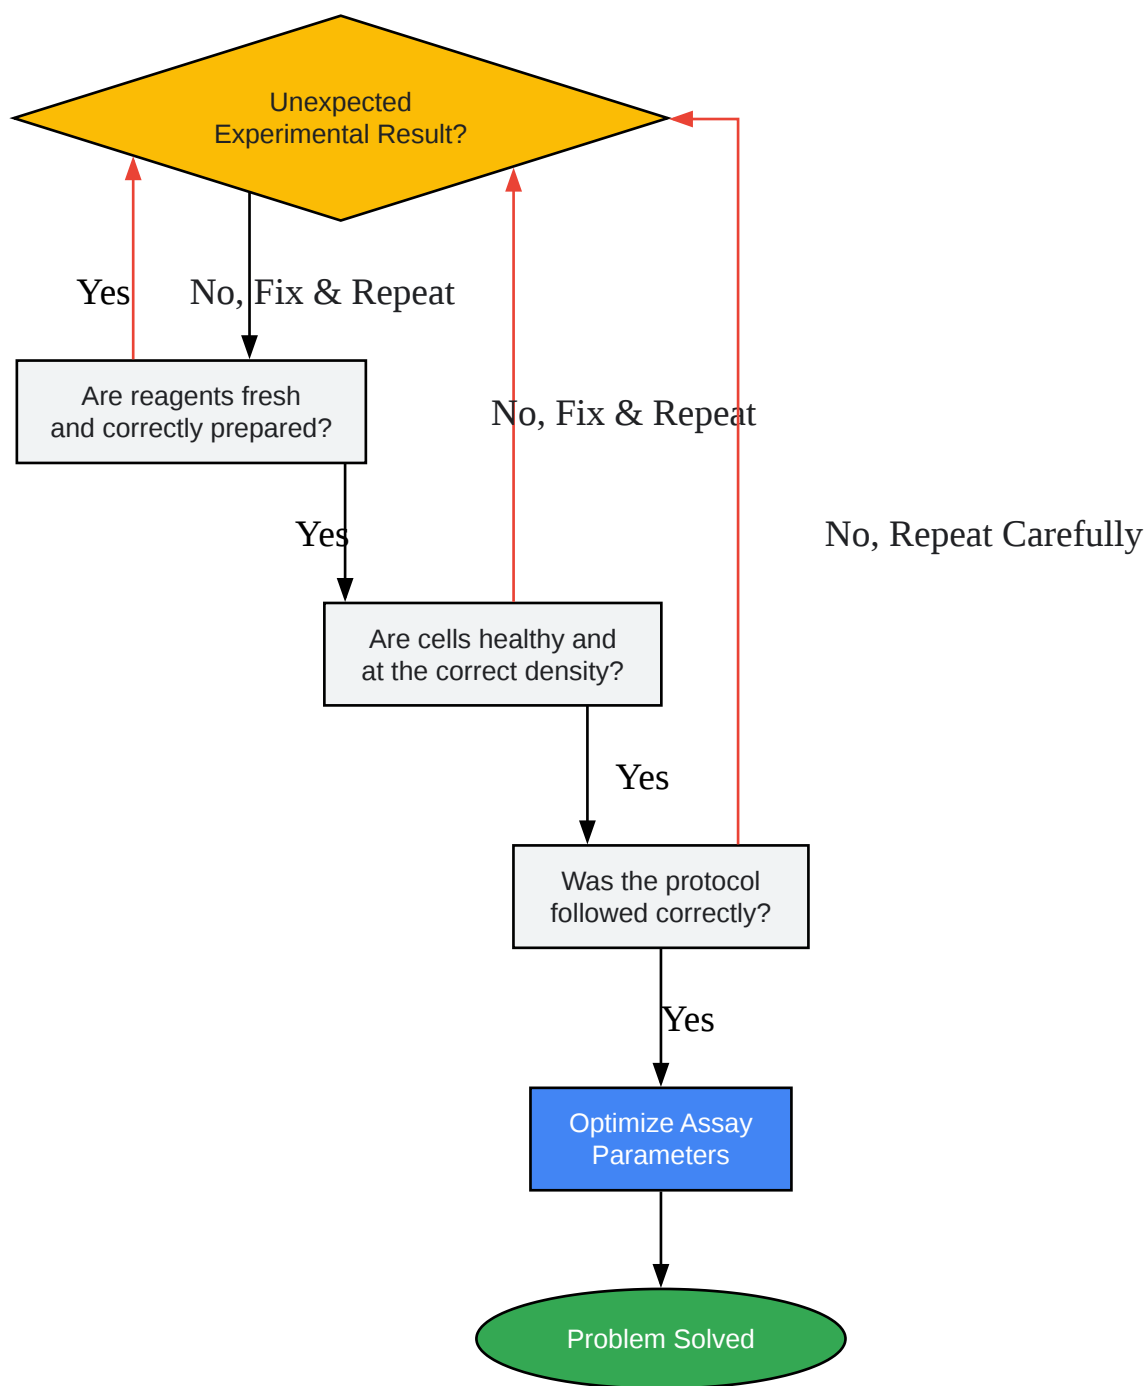 Unexpected
Experimental Result?
Yes
No, Fix & Repeat
Are reagents fresh
and correctly prepared?
No, Fix & Repeat
Yes
No, Repeat Carefully
Are cells healthy and
at the correct density?
Yes
Was the protocol
followed correctly?
Yes
Optimize Assay
Parameters
Problem Solved